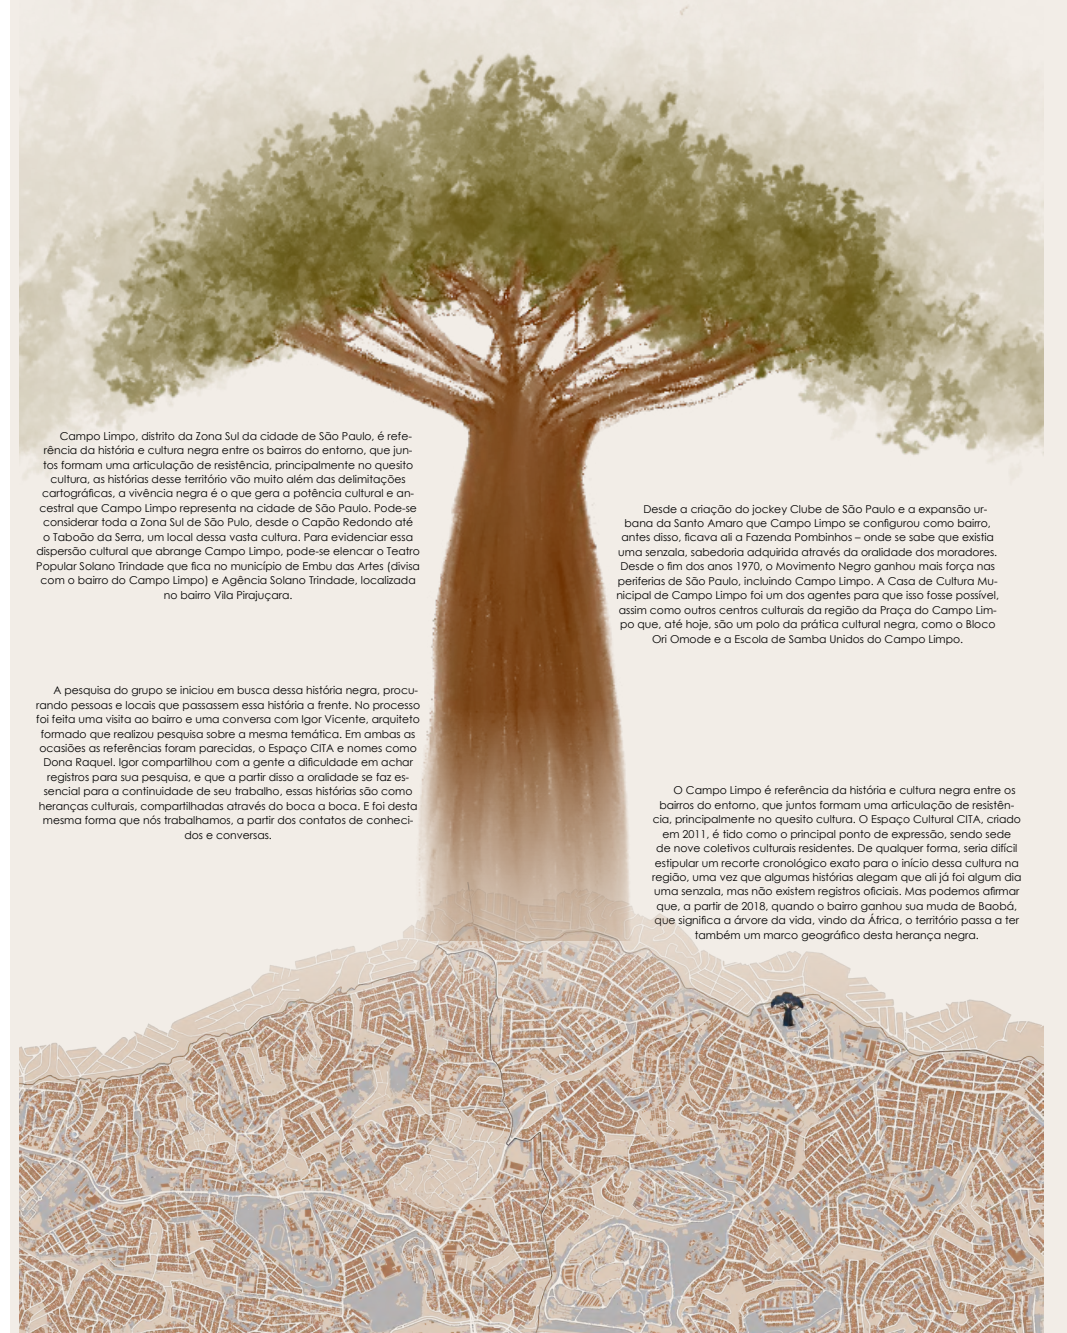 Campo Limpo, distrito da Zona Sul da cidade de São Paulo, é refe-
rência da história e cultura negra entre os bairros do entorno, que jun-
tos formam uma articulação de resistência, principalmente no quesito
cultura, as histórias desse território vão muito além das delimitações
cartográficas, a vivência negra é o que gera a potência cultural e an-
cestral que Campo Limpo representa na cidade de São Paulo. Pode-se
considerar toda a Zona Sul de São Pulo, desde o Capão Redondo até
o Taboão da Serra, um local dessa vasta cultura. Para evidenciar essa
dispersão cultural que abrange Campo Limpo, pode-se elencar o Teatro
Popular Solano Trindade que fica no município de Embu das Artes (divisa
com o bairro do Campo Limpo) e Agência Solano Trindade, localizada
no bairro Vila Pirajuçara.
A pesquisa do grupo se iniciou em busca dessa história negra, procu-
rando pessoas e locais que passassem essa história a frente. No processo
foi feita uma visita ao bairro e uma conversa com Igor Vicente, arquiteto
formado que realizou pesquisa sobre a mesma temática. Em ambas as
ocasiões as referências foram parecidas, o Espaço CITA e nomes como
Dona Raquel. Igor compartilhou com a gente a dificuldade em achar
registros para sua pesquisa, e que a partir disso a oralidade se faz es-
sencial para a continuidade de seu trabalho, essas histórias são como
heranças culturais, compartilhadas através do boca a boca. E foi desta
mesma forma que nós trabalhamos, a partir dos contatos de conheci-
dos e conversas.
Desde a criação do jockey Clube de São Paulo e a expansão ur-
bana da Santo Amaro que Campo Limpo se configurou como bairro,
antes disso, ficava ali a Fazenda Pombinhos – onde se sabe que existia
uma senzala, sabedoria adquirida através da oralidade dos moradores.
Desde o fim dos anos 1970, o Movimento Negro ganhou mais força nas
periferias de São Paulo, incluindo Campo Limpo. A Casa de Cultura Mu-
nicipal de Campo Limpo foi um dos agentes para que isso fosse possível,
assim como outros centros culturais da região da Praça do Campo Lim-
po que, até hoje, são um polo da prática cultural negra, como o Bloco
Ori Omode e a Escola de Samba Unidos do Campo Limpo.
O Campo Limpo é referência da história e cultura negra entre os
bairros do entorno, que juntos formam uma articulação de resistên-
cia, principalmente no quesito cultura. O Espaço Cultural CITA, criado
em 2011, é tido como o principal ponto de expressão, sendo sede
de nove coletivos culturais residentes. De qualquer forma, seria difícil
estipular um recorte cronológico exato para o início dessa cultura na
região, uma vez que algumas histórias alegam que ali já foi algum dia
uma senzala, mas não existem registros oficiais. Mas podemos afirmar
que, a partir de 2018, quando o bairro ganhou sua muda de Baobá,
que significa a árvore da vida, vindo da África, o território passa a ter
também um marco geográfico desta herança negra.